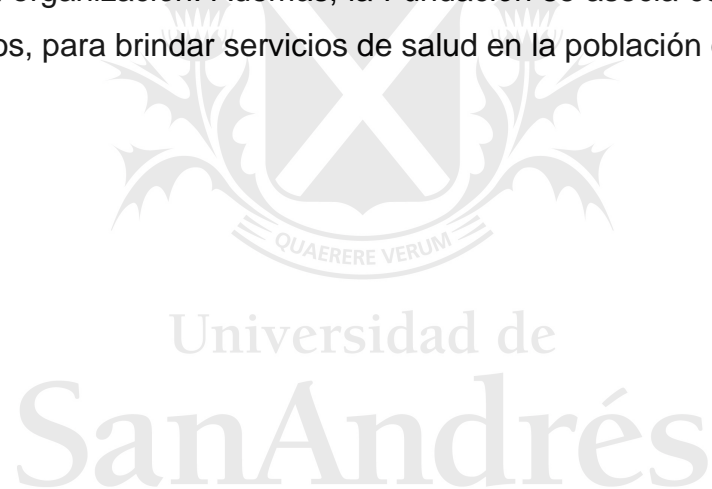 organización. Además, la Fundación se asocia
os, para brindar servicios de salud en la población
QUAERERE VERUM
Universidad de
SanAndrés